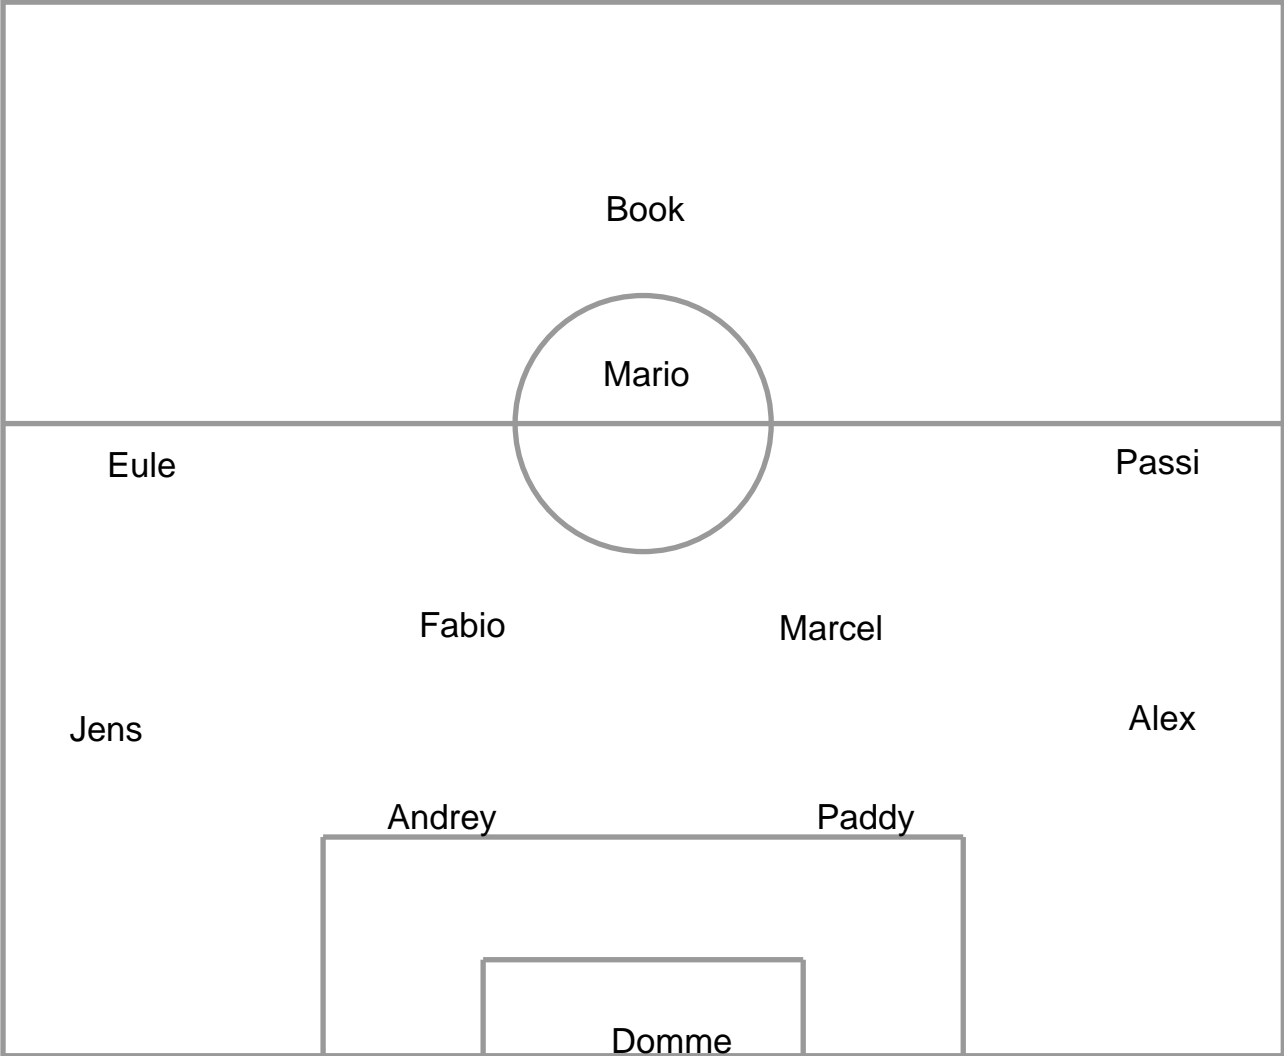 Book
Mario
Eule
Passi
Fabio
Marcel
Jens
Alex
Andrey
Paddy
Domme